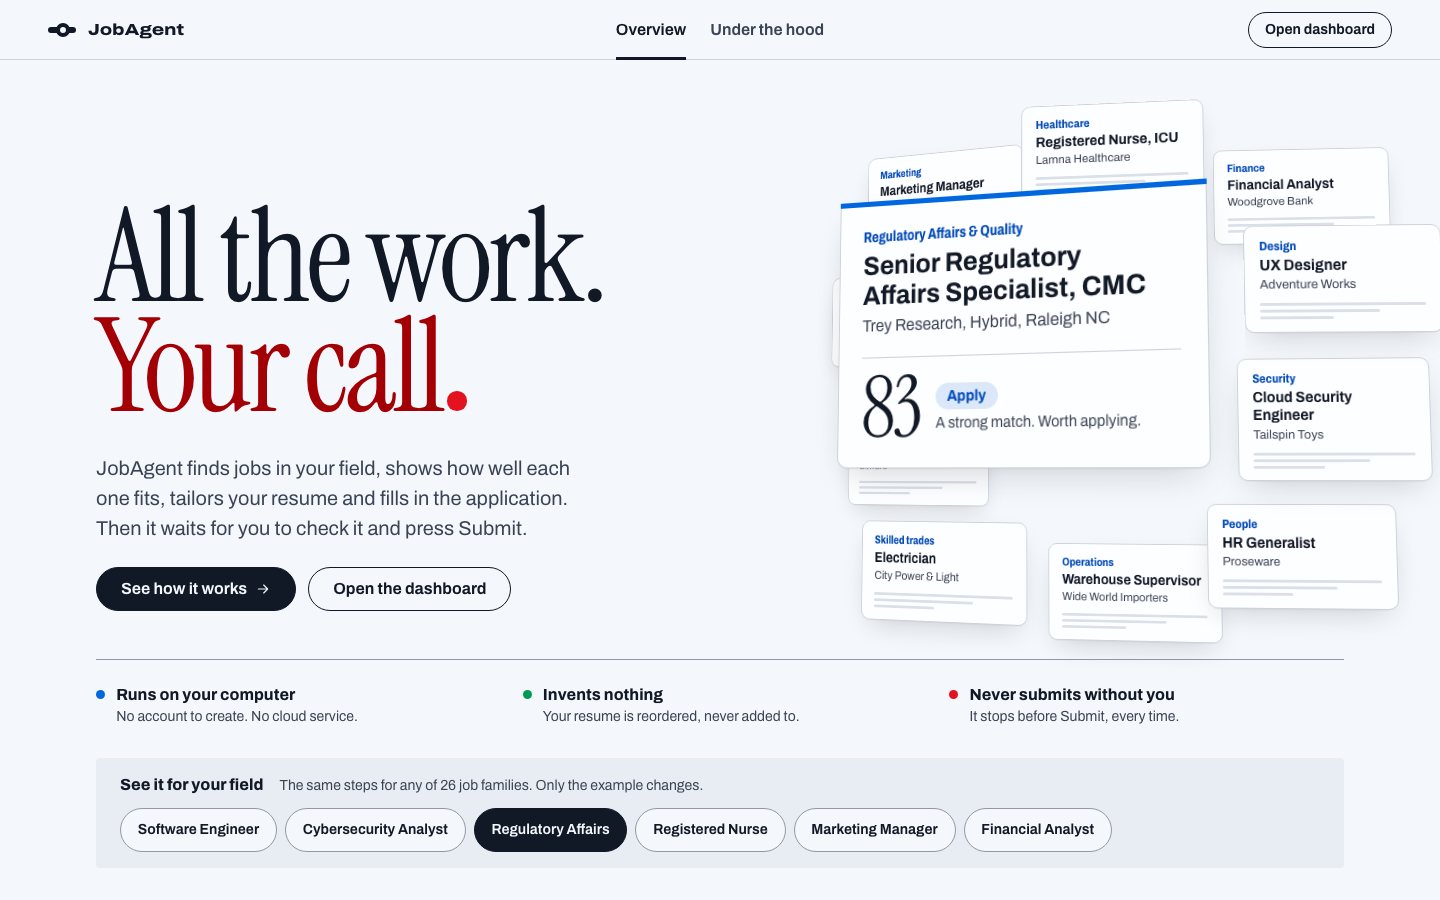 JobAgent
Overview
Under the hood
Open dashboard
All the work.
Your call.
JobAgent finds jobs in your field, shows how well each
one fits, tailors your resume and fills in the application.
Then it waits for you to check it and press Submit.
See how it works →
Open the dashboard
Marketing
Marketing Manager
Healthcare
Registered Nurse, ICU
Lamna Healthcare
Finance
Financial Analyst
Woodgrove Bank
Regulatory Affairs & Quality
Senior Regulatory
Affairs Specialist, CMC
Trey Research, Hybrid, Raleigh NC
83
Apply
A strong match. Worth applying.
Design
UX Designer
Adventure Works
Security
Cloud Security
Engineer
Tailspin Toys
Skilled trades
Electrician
City Power & Light
Operations
Warehouse Supervisor
Wide World Importers
People
HR Generalist
Proseware
Runs on your computer
No account to create. No cloud service.
Invents nothing
Your resume is reordered, never added to.
Never submits without you
It stops before Submit, every time.
See it for your field
The same steps for any of 26 job families. Only the example changes.
Software Engineer
Cybersecurity Analyst
Regulatory Affairs
Registered Nurse
Marketing Manager
Financial Analyst